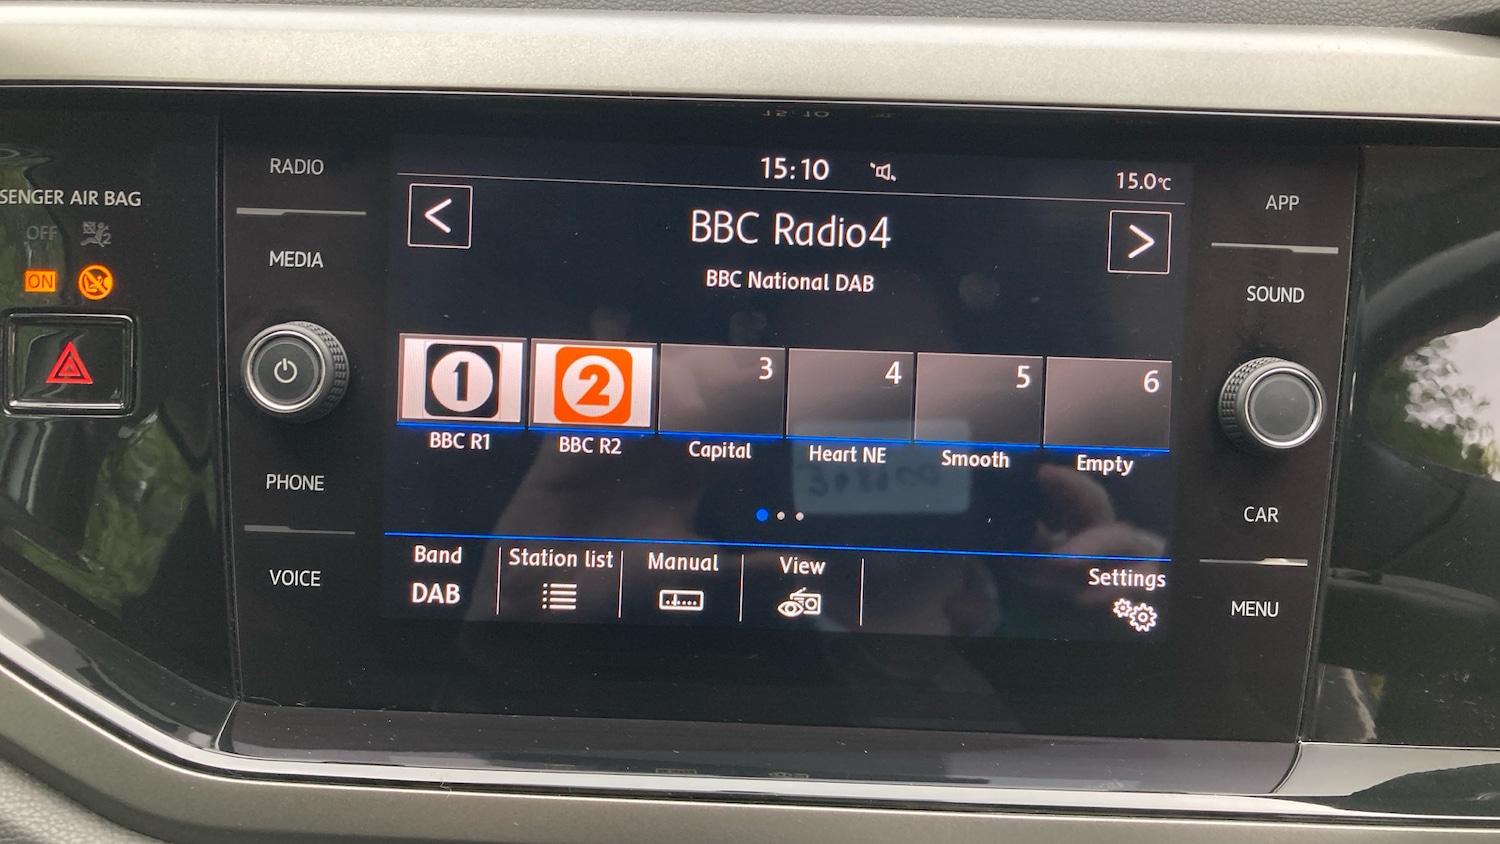 RADIO
MEDIA
PHONE
VOICE
SENGER AIR BAG
OFF
ON
15:10
15.0°C
<
BBC Radio4
>
BBC National DAB
1
2
3
4
5
6
BBC R1
BBC R2
Capital
Heart NE
Smooth
Empty
Band
DAB
Station list
Manual
View
Settings
APP
SOUND
CAR
MENU